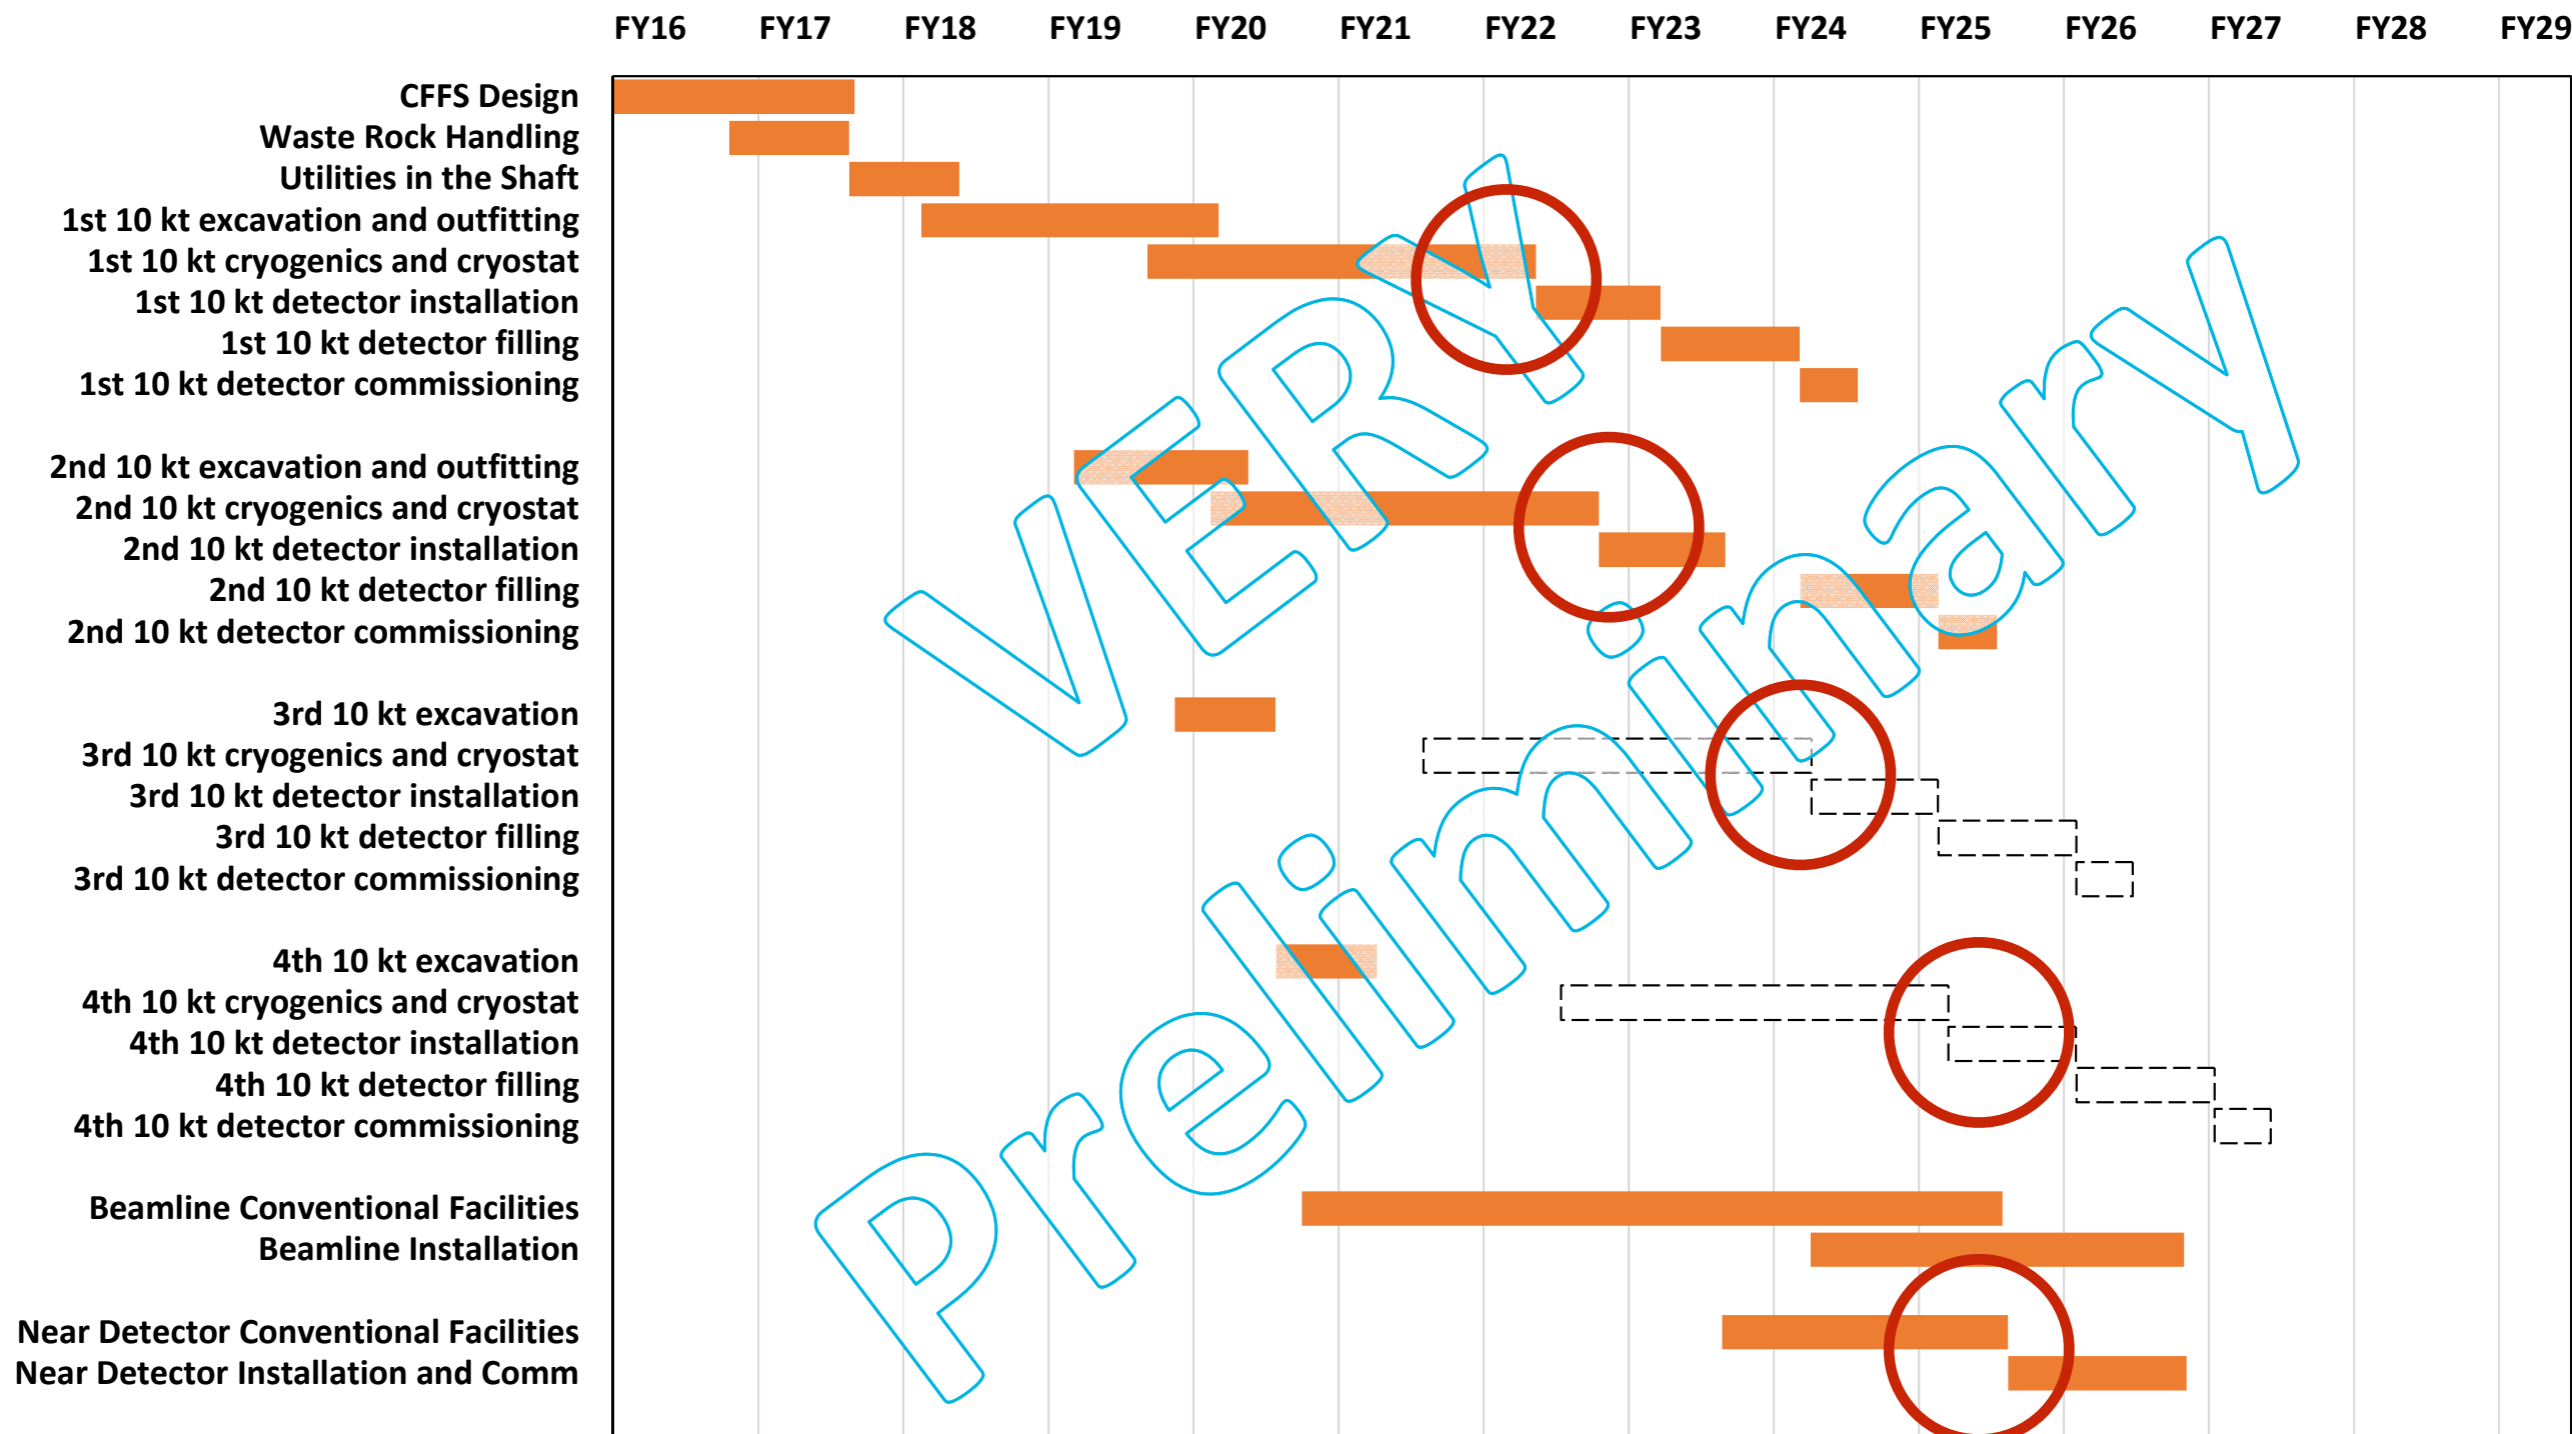 FY16 FY17 FY18 FY19 FY20 FY21 FY22 FY23 FY24 FY25 FY26 FY27 FY28 FY29
CFFS Design
Waste Rock Handling
Utilities in the Shaft
1st 10 kt excavation and outfitting
1st 10 kt cryogenics and cryostat
1st 10 kt detector installation
1st 10 kt detector filling
1st 10 kt detector commissioning
2nd 10 kt excavation and outfitting
2nd 10 kt cryogenics and cryostat
2nd 10 kt detector installation
2nd 10 kt detector filling
2nd 10 kt detector commissioning
3rd 10 kt excavation
3rd 10 kt cryogenics and cryostat
3rd 10 kt detector installation
3rd 10 kt detector filling
3rd 10 kt detector commissioning
4th 10 kt excavation
4th 10 kt cryogenics and cryostat
4th 10 kt detector installation
4th 10 kt detector filling
4th 10 kt detector commissioning
Beamline Conventional Facilities
Beamline Installation
Near Detector Conventional Facilities
Near Detector Installation and Comm
VERY
Preliminary